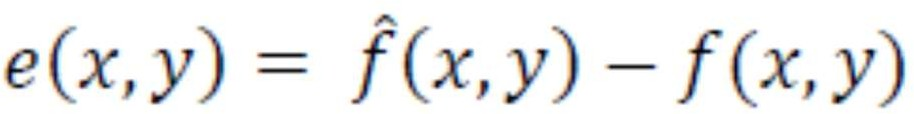 e(x,y) = f̂(x,y) − f(x,y)